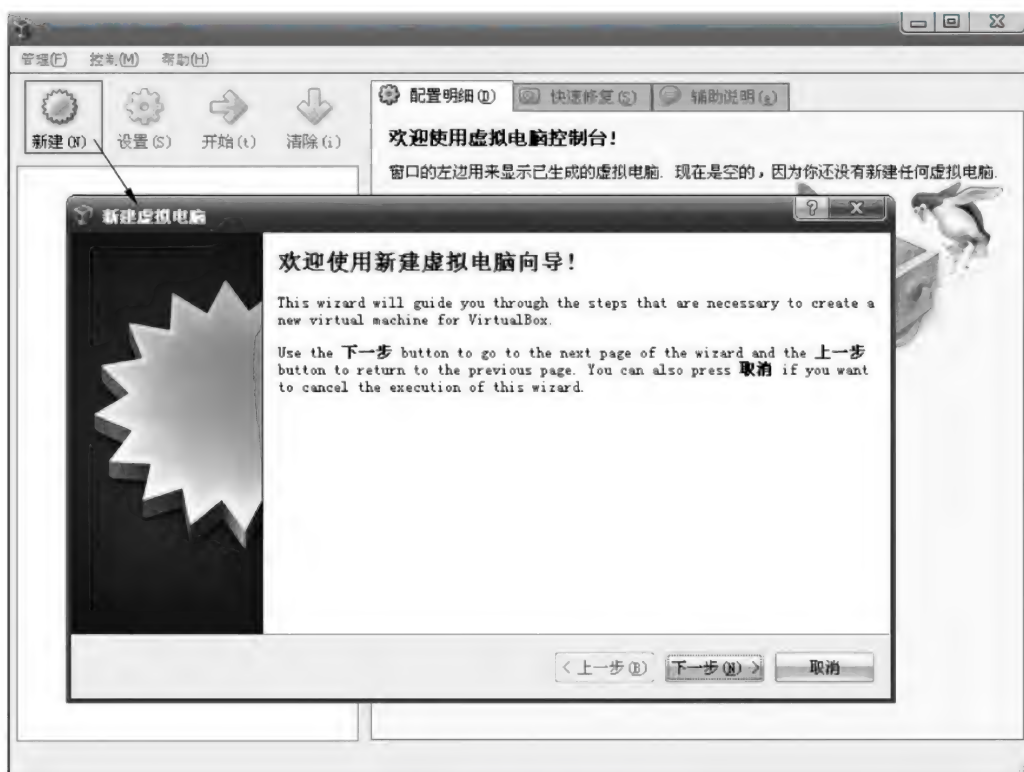 管理(F) 控制(M) 帮助(H)
新建(N) 设置(S) 开始(t) 清除(i)
配置明细(D) 快速修复(S) 辅助说明(a)
欢迎使用虚拟电脑控制台!
窗口的左边用来显示已生成的虚拟电脑. 现在是空的,因为你还没有新建任何虚拟电脑.
新建虚拟电脑
欢迎使用新建虚拟电脑向导!
This wizard will guide you through the steps that are necessary to create a
new virtual machine for VirtualBox.
Use the 下一步 button to go to the next page of the wizard and the 上一步
button to return to the previous page. You can also press 取消 if you want
to cancel the execution of this wizard.
< 上一步(B) 下一步(N) > 取消